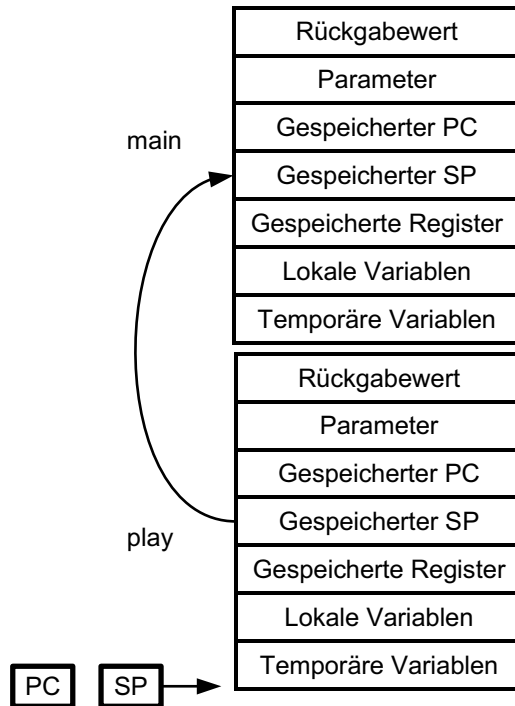 Rückgabewert
Parameter
Gespeicherter PC
main
Gespeicherter SP
Gespeicherte Register
Lokale Variablen
Temporäre Variablen
Rückgabewert
Parameter
Gespeicherter PC
Gespeicherter SP
play
Gespeicherte Register
Lokale Variablen
Temporäre Variablen
PC SP